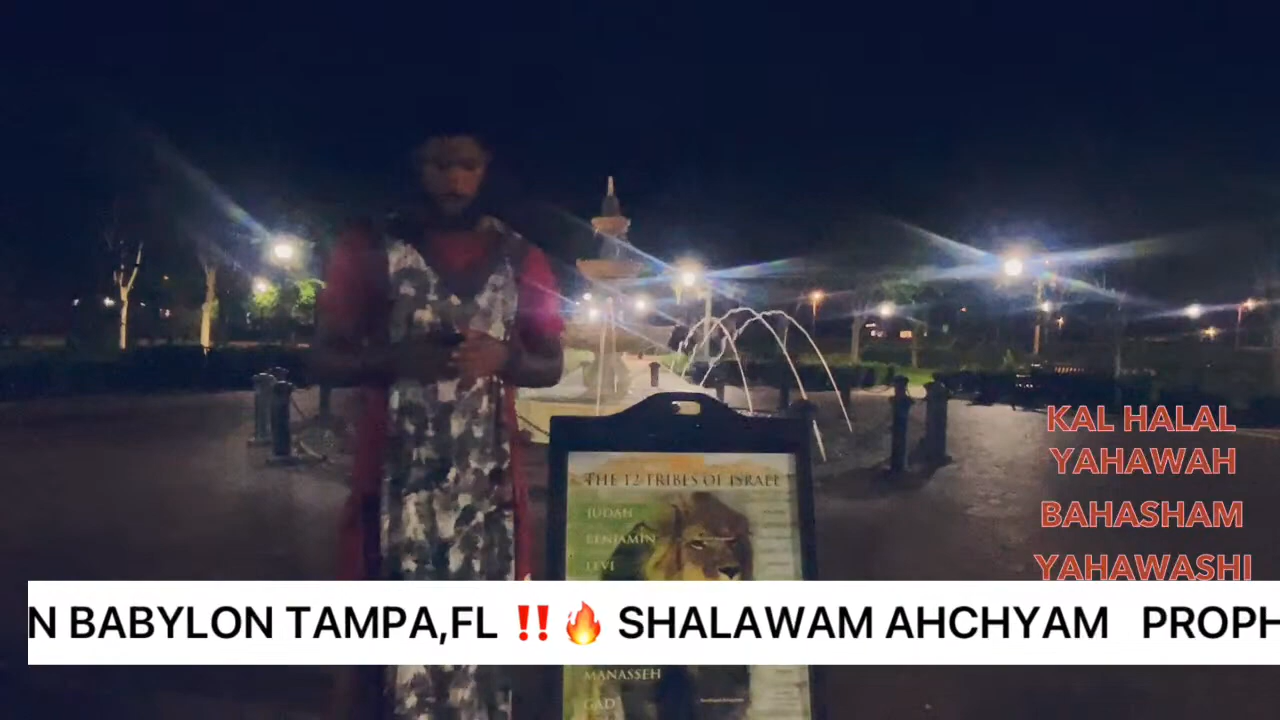 KAL HALAL
YAHAWAH
BAHASHAM
YAHAWASHI
THE 12 TRIBES OF ISRAEL
JUDAH
BENJAMIN
LEVI
N BABYLON TAMPA,FL ‼️🔥 SHALAWAM AHCHYAM PROPH
MANASSEH
GAD